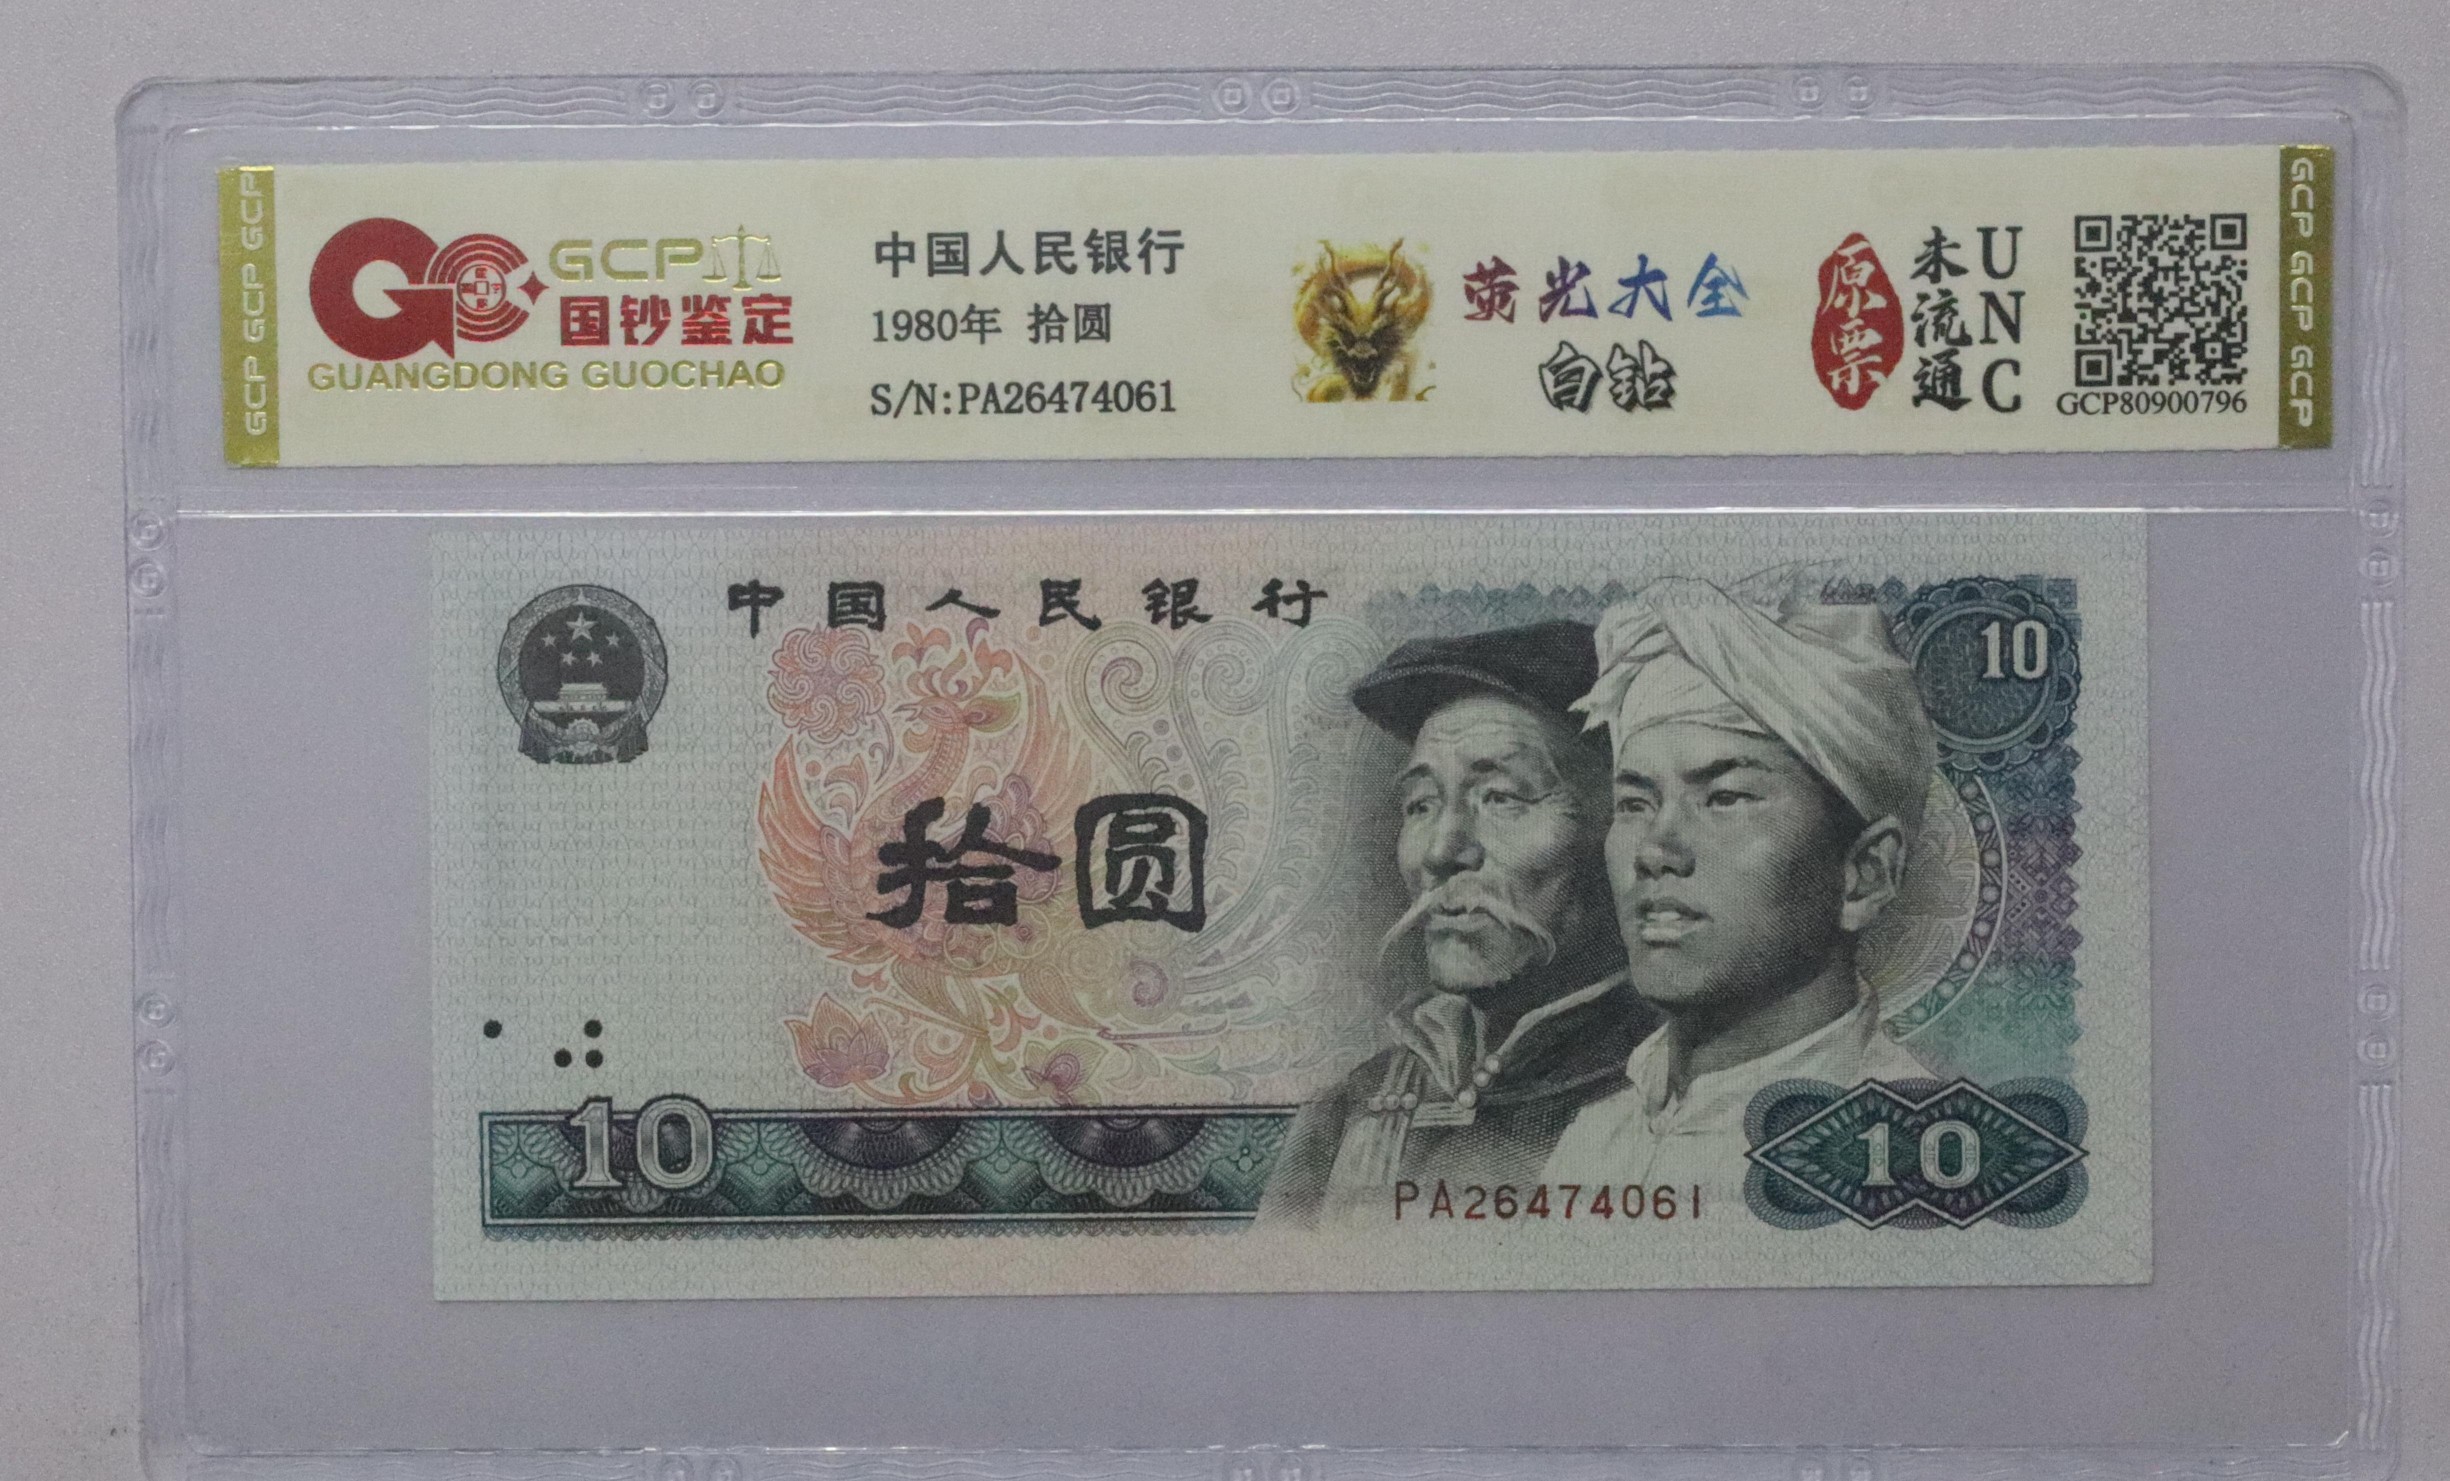 GCP GCP GCP
GCP
国钞鉴定
GUANGDONG GUOCHAO
中国人民银行
1980年 拾圆
S/N:PA26474061
荧光大全
白钻
原票
未流通
UNC
GCP80900796
GCP GCP GCP
中国人民银行
10
拾圆
10
PA26474061
10